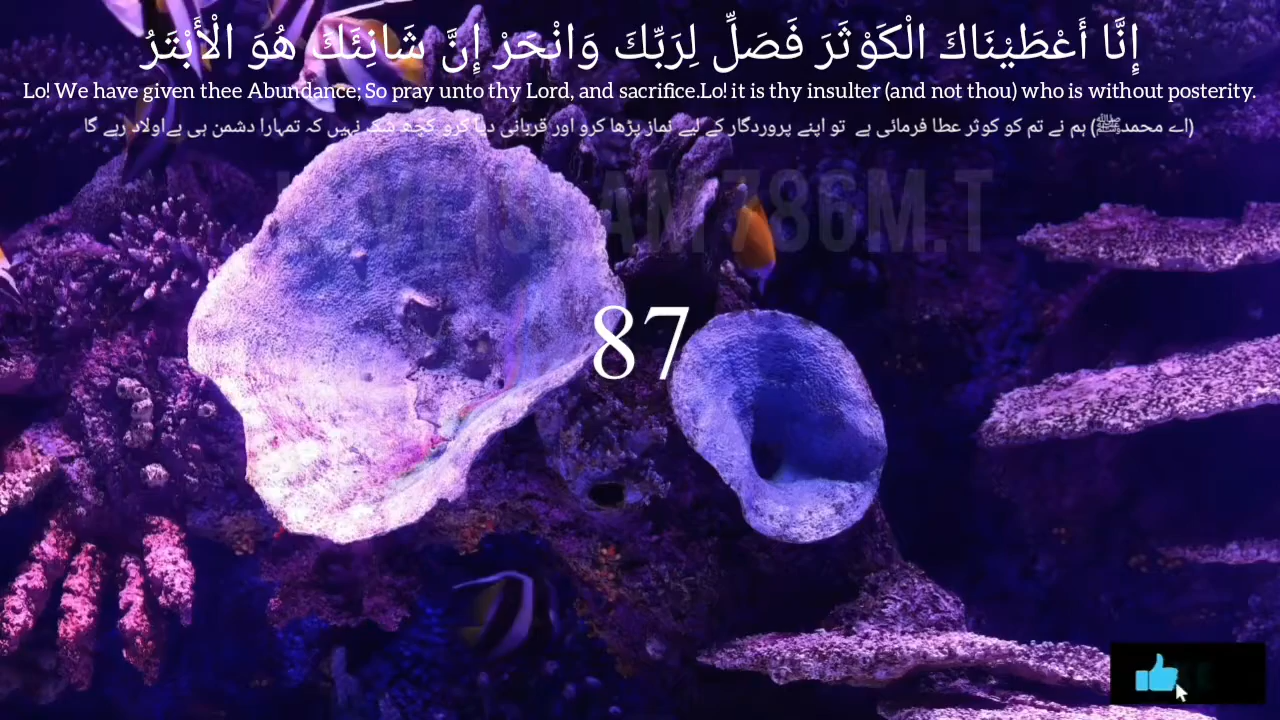 إِنَّا أَعْطَيْنَاكَ الْكَوْثَرَ فَصَلِّ لِرَبِّكَ وَانْحَرْ إِنَّ شَانِئَكَ هُوَ الْأَبْتَرُ
Lo! We have given thee Abundance; So pray unto thy Lord, and sacrifice.Lo! it is thy insulter (and not thou) who is without posterity.
(اے محمدﷺ) ہم نے تم کو کوثر عطا فرمائی ہے تو اپنے پروردگار کے لیے نماز پڑھا کرو اور قربانی دیا کرو کچھ شک نہیں کہ تمہارا دشمن ہی بےاولاد رہے گا
ISLAM 786M.T
87